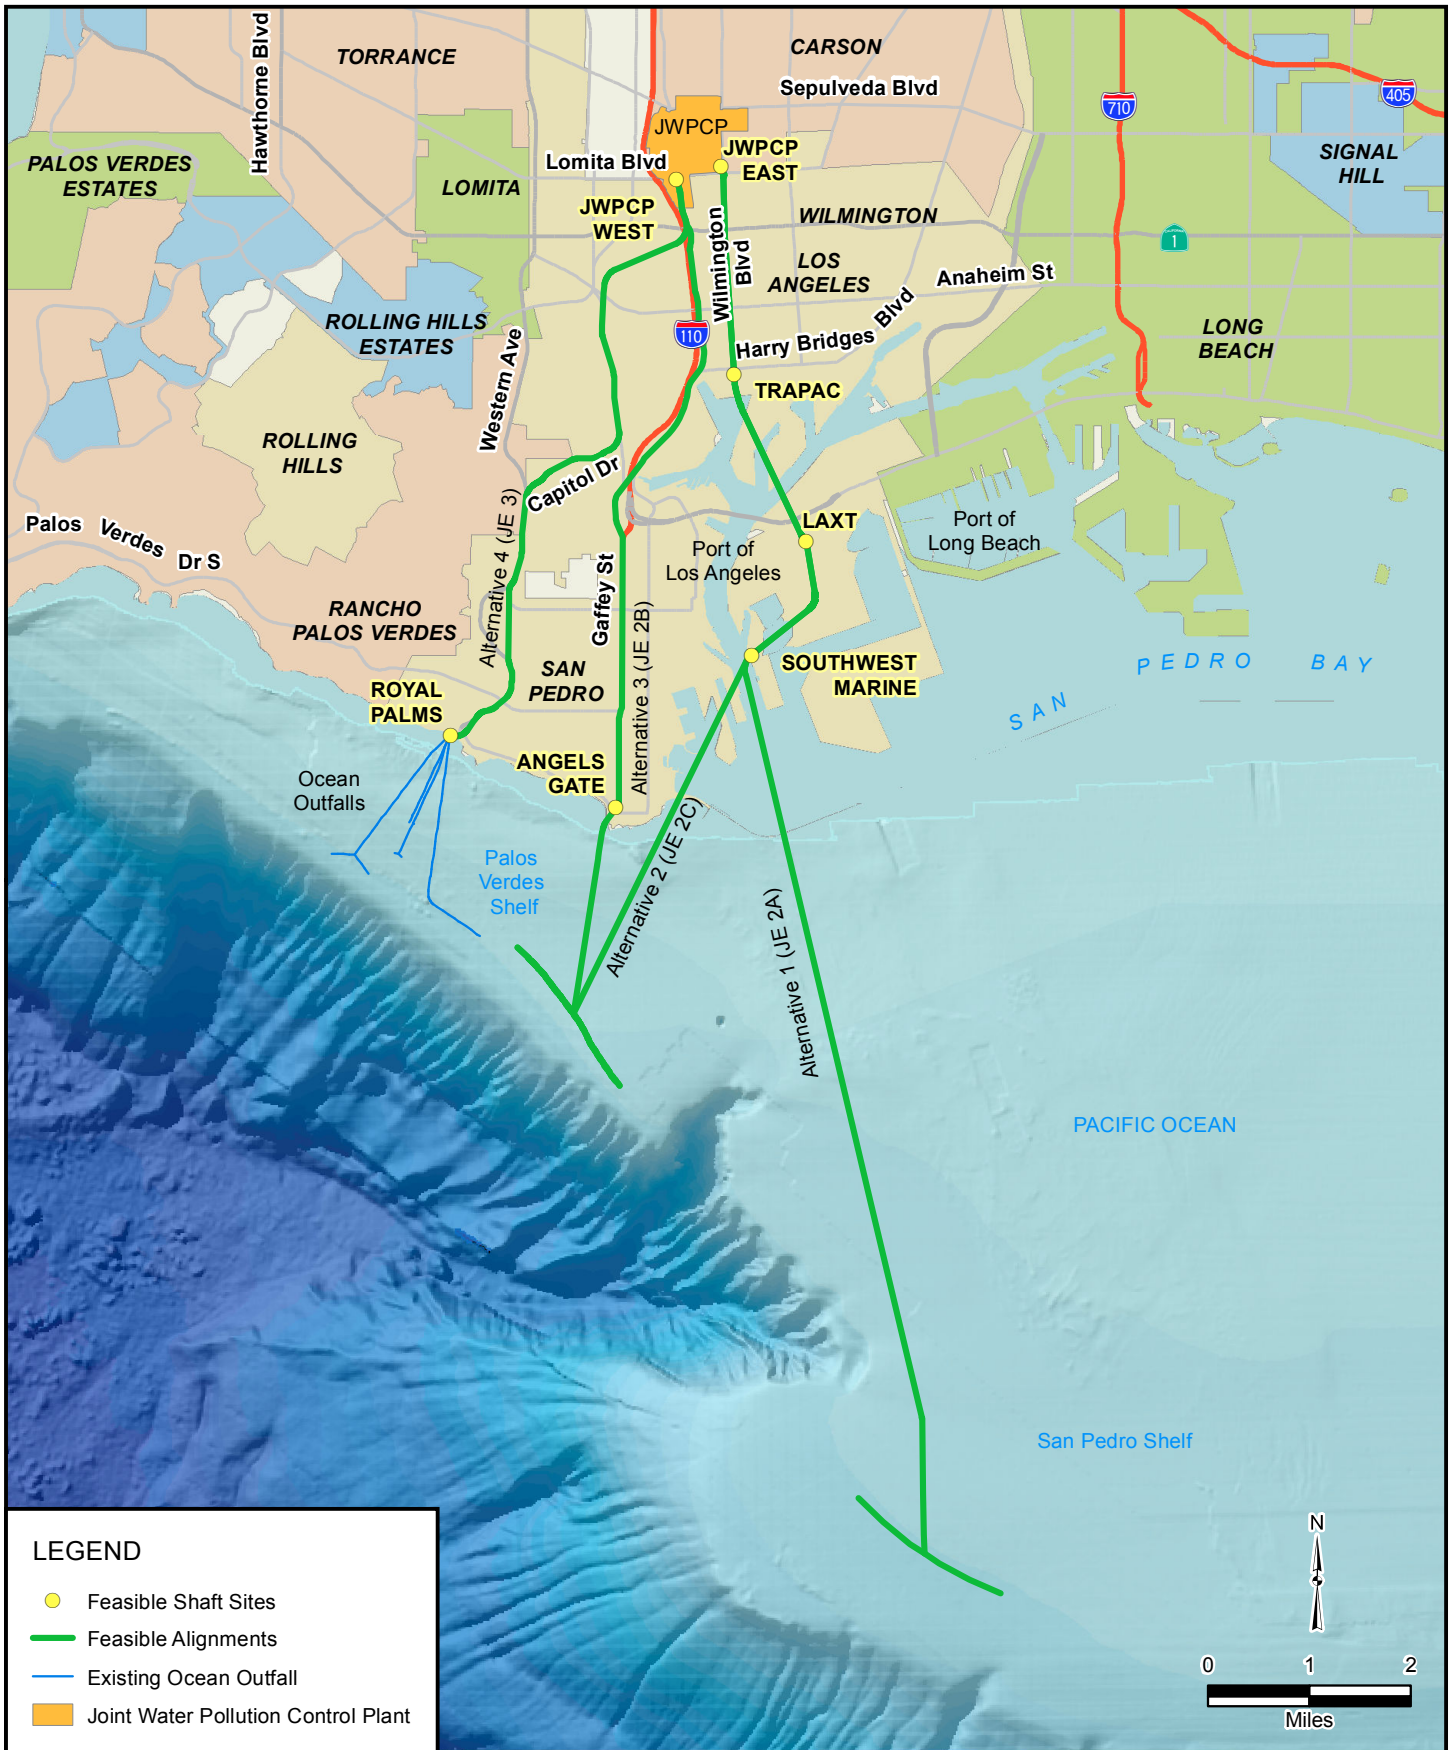 Hawthorne Blvd
TORRANCE
CARSON
Sepulveda Blvd
710
405
JWPCP
PALOS VERDES
ESTATES
LOMITA
Lomita Blvd
JWPCP
EAST
SIGNAL
HILL
JWPCP
WEST
Wilmington
Blvd
WILMINGTON
CALIFORNIA
1
LOS
ANGELES
Anaheim St
ROLLING HILLS
ESTATES
110
Harry Bridges Blvd
LONG
BEACH
Western Ave
TRAPAC
ROLLING
HILLS
Capitol Dr
Palos Verdes Dr S
Alternative 4 (JE 3)
LAXT
Port of
Los Angeles
Port of
Long Beach
Gaffey St
RANCHO
PALOS VERDES
Alternative 3 (JE 2B)
SAN
PEDRO
SOUTHWEST
MARINE
SAN PEDRO BAY
ROYAL
PALMS
ANGELS
GATE
Ocean
Outfalls
Palos
Verdes
Shelf
Alternative 2 (JE 2C)
Alternative 1 (JE 2A)
PACIFIC OCEAN
San Pedro Shelf
LEGEND
Feasible Shaft Sites
Feasible Alignments
Existing Ocean Outfall
Joint Water Pollution Control Plant
N
0 1 2
Miles